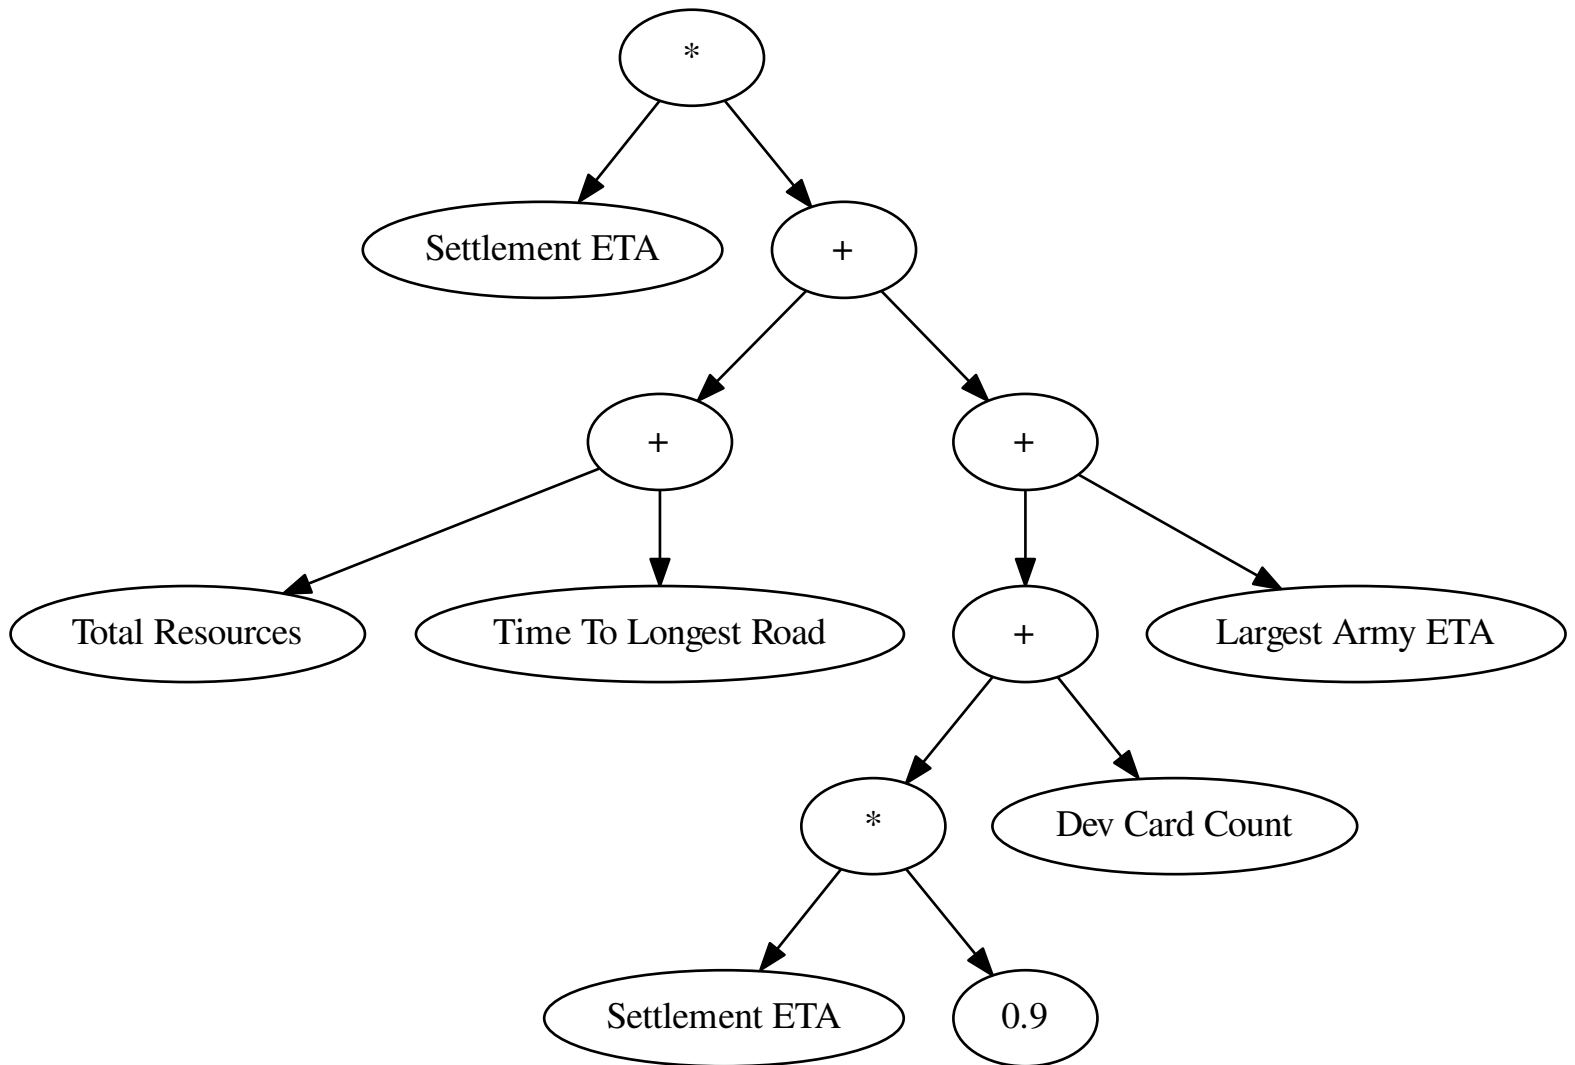 *
Settlement ETA
+
+
+
Total Resources
Time To Longest Road
+
Largest Army ETA
*
Dev Card Count
Settlement ETA
0.9